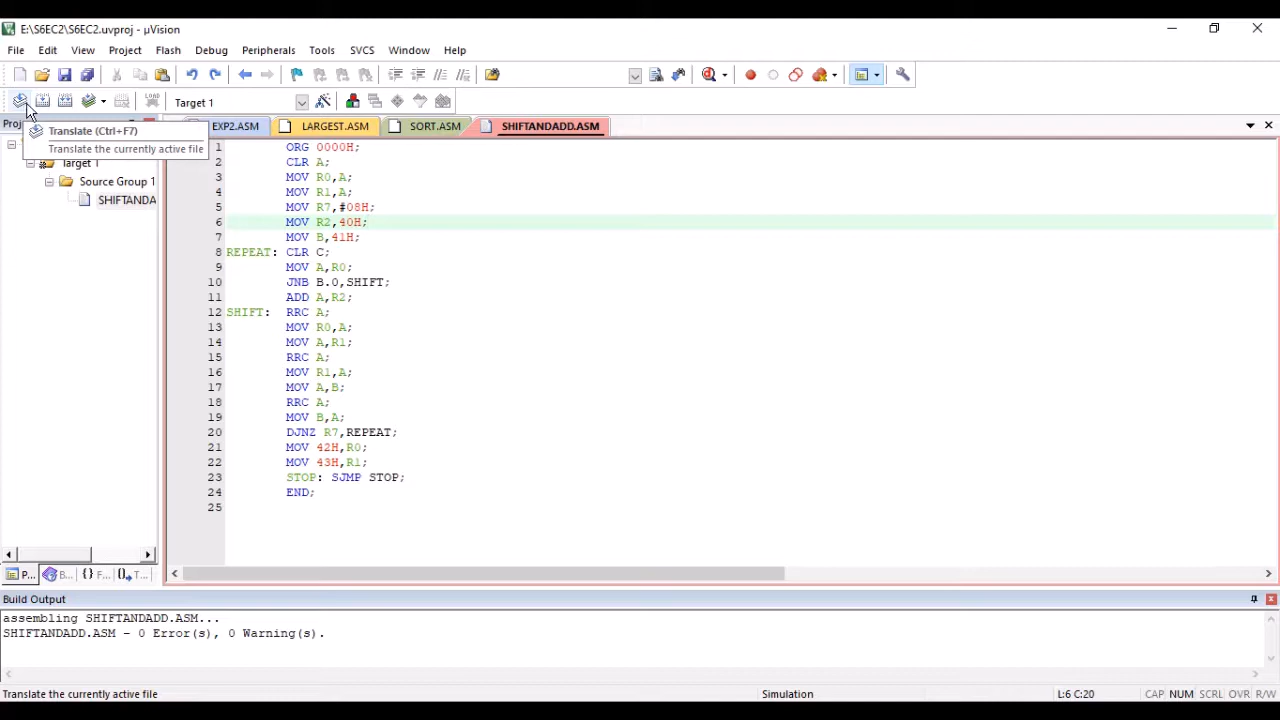 E:\S6EC2\S6EC2.uvproj - µVision
File Edit View Project Flash Debug Peripherals Tools SVCS Window Help
LOAD Target 1
Translate (Ctrl+F7)
Translate the currently active file
Target 1
Source Group 1
SHIFTANDA
EXP2.ASM LARGEST.ASM SORT.ASM SHIFTANDADD.ASM
1 ORG 0000H;
2 CLR A;
3 MOV R0,A;
4 MOV R1,A;
5 MOV R7,#08H;
6 MOV R2,40H;
7 MOV B,41H;
8 REPEAT: CLR C;
9 MOV A,R0;
10 JNB B.0,SHIFT;
11 ADD A,R2;
12 SHIFT: RRC A;
13 MOV R0,A;
14 MOV A,R1;
15 RRC A;
16 MOV R1,A;
17 MOV A,B;
18 RRC A;
19 MOV B,A;
20 DJNZ R7,REPEAT;
21 MOV 42H,R0;
22 MOV 43H,R1;
23 STOP: SJMP STOP;
24 END;
25
P... B... {} F... T...
Build Output
assembling SHIFTANDADD.ASM...
SHIFTANDADD.ASM - 0 Error(s), 0 Warning(s).
Translate the currently active file Simulation L:6 C:20 CAP NUM SCRL OVR R/W